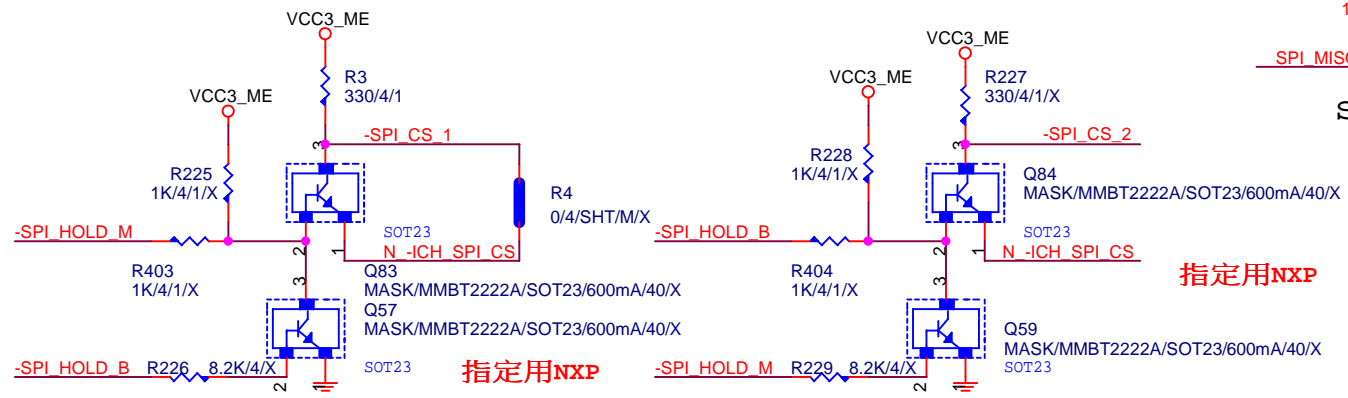 VCC3_ME
R3
330/4/1
VCC3_ME
R225
1K/4/1/X
3
-SPI_CS_1
R4
0/4/SHT/M/X
-SPI_HOLD_M
R403
1K/4/1/X
2
1
SOT23
N_-ICH_SPI_CS
Q83
MASK/MMBT2222A/SOT23/600mA/40/X
3
Q57
MASK/MMBT2222A/SOT23/600mA/40/X
SOT23
-SPI_HOLD_B
R226
8.2K/4/X
2
1
指定用NXP
VCC3_ME
R227
330/4/1/X
VCC3_ME
R228
1K/4/1/X
3
-SPI_CS_2
Q84
MASK/MMBT2222A/SOT23/600mA/40/X
SOT23
-SPI_HOLD_B
R404
1K/4/1/X
2
1
N_-ICH_SPI_CS
指定用NXP
3
Q59
MASK/MMBT2222A/SOT23/600mA/40/X
SOT23
-SPI_HOLD_M
R229
8.2K/4/X
2
1
1
SPI_MISO